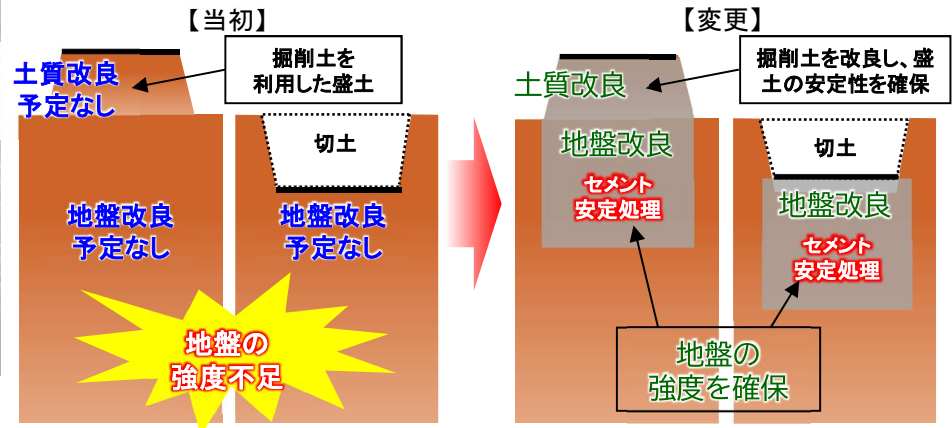 【当初】
掘削土を
利用した盛土
土質改良
予定なし
切土
地盤改良
予定なし
地盤改良
予定なし
地盤の
強度不足
【変更】
掘削土を改良し、盛
土の安定性を確保
土質改良
地盤改良
セメント
安定処理
切土
地盤改良
セメント
安定処理
地盤の
強度を確保